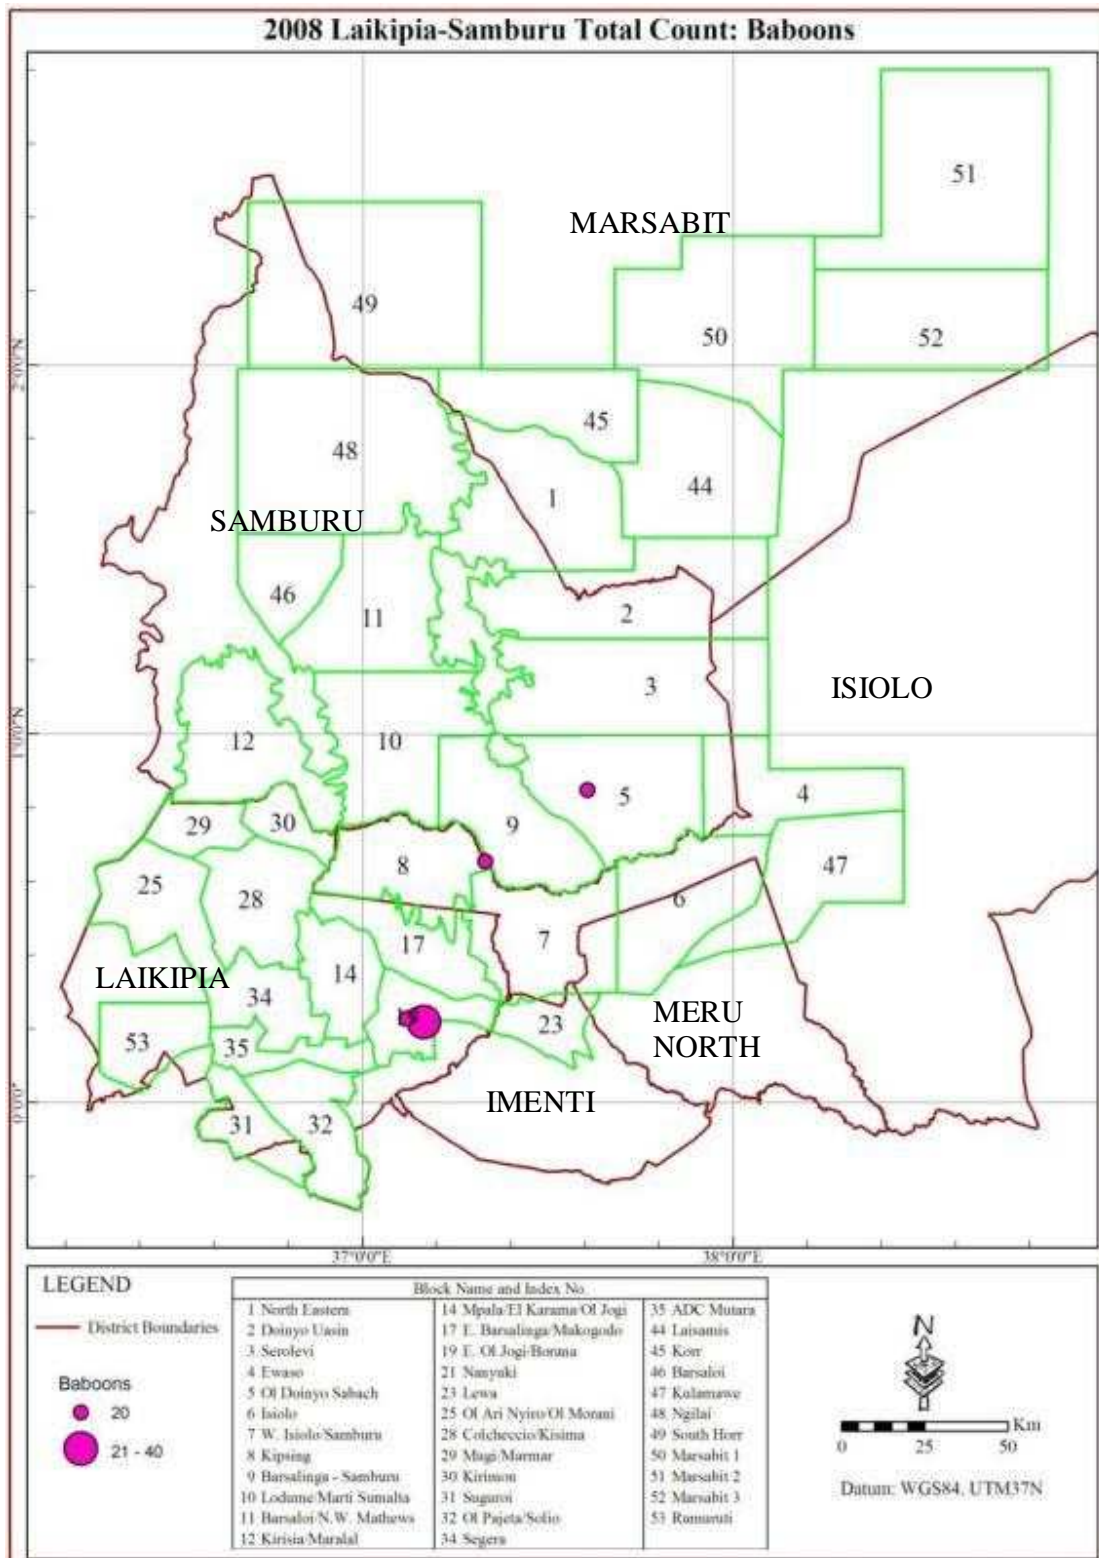 2008 Laikipia-Samburu Total Count: Baboons
51
MARSABIT
49
50
52
2°0'0"N
45
48
44
1
SAMBURU
46
11
2
3
ISIOLO
1°0'0"N
12
10
5
4
29
30
9
8
47
25
28
6
17
7
LAIKIPIA
14
34
23
MERU
NORTH
53
35
0°0'0"
IMENTI
31
32
37°0'0"E
38°0'0"E
LEGEND
District Boundaries
Baboons
20
21 - 40
Block Name and Index No.
1 North Eastern
2 Doinyo Uasin
3 Serolevi
4 Ewaso
5 Ol Doinyo Sabach
6 Isiolo
7 W. Isiolo/Samburu
8 Kipsing
9 Barsalinga - Samburu
10 Lodume/Marti Sumalta
11 Barsaloi/N.W. Mathews
12 Kirisia/Maralal
14 Mpala/El Karama/Ol Jogi
17 E. Barsalinga/Makogodo
19 E. Ol Jogi/Borana
21 Nanyuki
23 Lewa
25 Ol Ari Nyiro/Ol Morani
28 Colcheccio/Kisima
29 Mugi/Marmar
30 Kirimon
31 Suguroi
32 Ol Pajeta/Solio
34 Segera
35 ADC Mutara
44 Laisamis
45 Korr
46 Barsaloi
47 Kulamawe
48 Ngilai
49 South Horr
50 Marsabit 1
51 Marsabit 2
52 Marsabit 3
53 Rumuruti
N
Km
0 25 50
Datum: WGS84, UTM37N